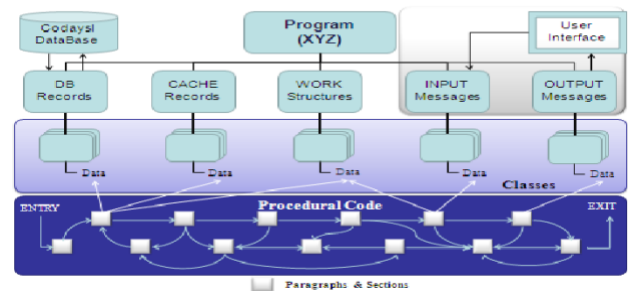 Codaysl
DataBase
Program
(XYZ)
User
Interface
DB
Records
CACHE
Records
WORK
Structures
INPUT
Messages
OUTPUT
Messages
Data
Data
Data
Data
Data
Classes
ENTRY
Procedural Code
EXIT
Paragraphs & Sections